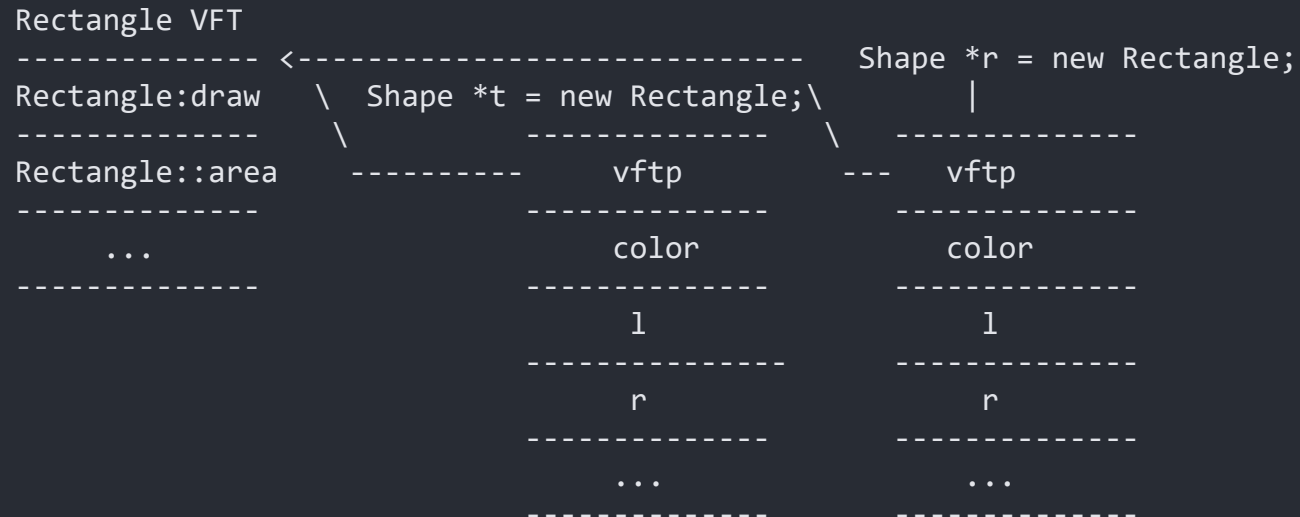 Rectangle VFT
-------------- <----------------------------- Shape *r = new Rectangle;
Rectangle:draw \ Shape *t = new Rectangle;\ |
-------------- \ -------------- \ --------------
Rectangle::area ---------- vftp --- vftp
-------------- -------------- --------------
... color color
-------------- -------------- --------------
l l
--------------- --------------
r r
-------------- --------------
... ...
-------------- --------------